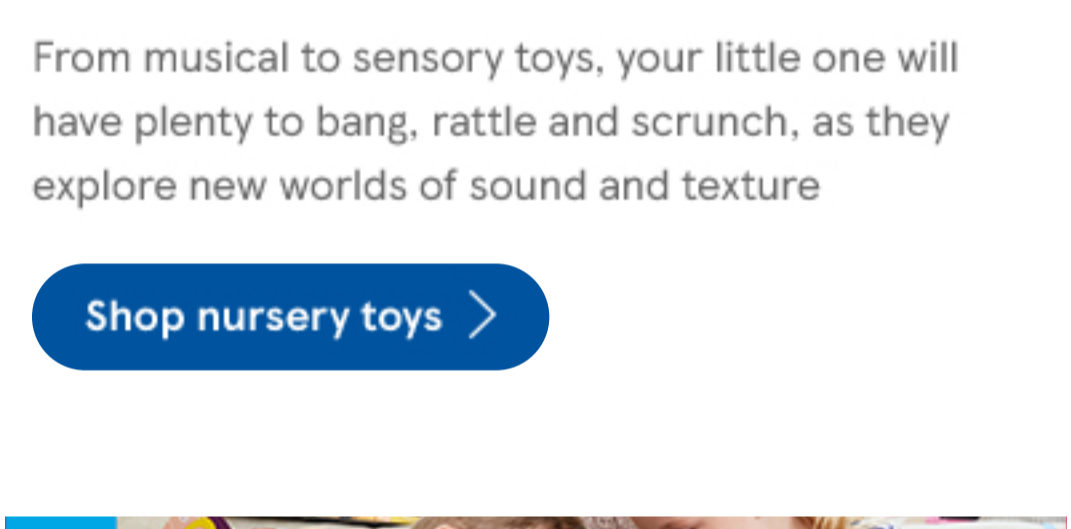 From musical to sensory toys, your little one will
have plenty to bang, rattle and scrunch, as they
explore new worlds of sound and texture
Shop nursery toys